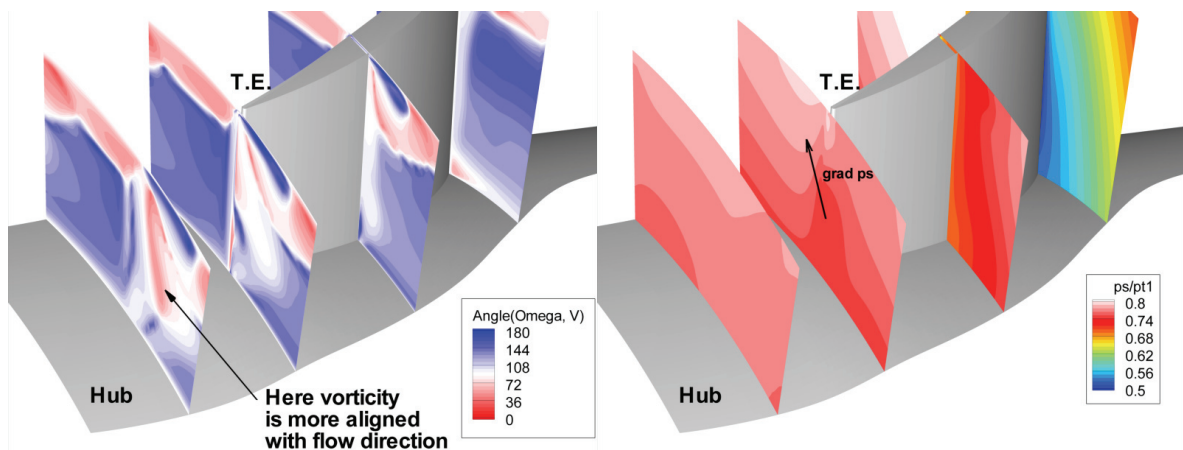 T.E.
Angle(Omega, V)
180
144
108
72
36
0
Hub
Here vorticity
is more aligned
with flow direction
T.E.
grad ps
ps/pt1
0.8
0.74
0.68
0.62
0.56
0.5
Hub